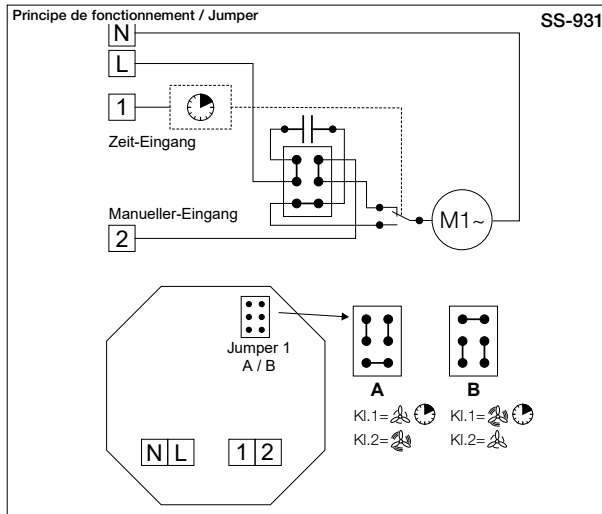 Principe de fonctionnement / Jumper
SS-931
N
L
1
Zeit-Eingang
Manueller-Eingang
2
M1~
Jumper 1
A / B
A
B
Kl.1=
Kl.1=
Kl.2=
Kl.2=
N L
1 2